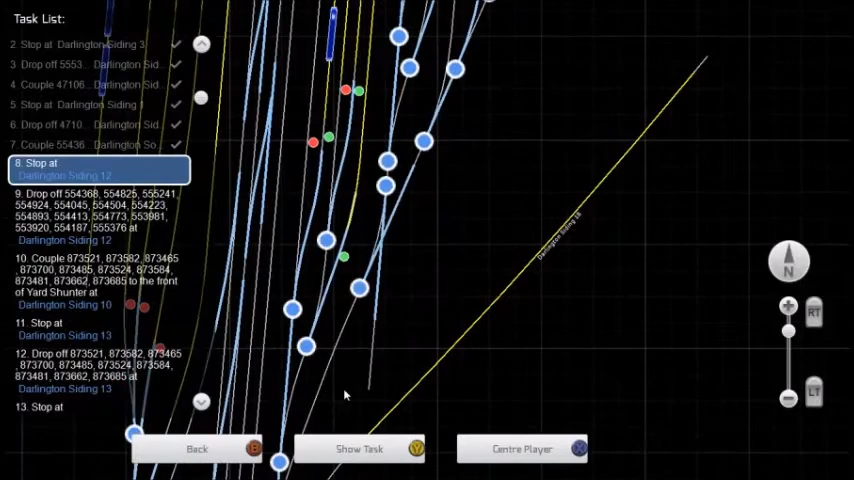 Task List:
2. Stop at Darlington Siding 3
3 Drop off 5553... Darlington Sid...
4. Couple 47106... Darlington Sid...
5 Stop at Darlington Siding 1
6. Drop off 4710... Darlington Sid...
7. Couple 55436... Darlington So...
8. Stop at
Darlington Siding 12
9. Drop off 554368, 554825, 555241,
554924, 554045, 554504, 554223,
554893, 554413, 554773, 553981,
553920, 554187, 555376 at
Darlington Siding 12
10. Couple 873521, 873582, 873465
, 873700, 873485, 873524, 873584,
873481, 873662, 873685 to the front
of Yard Shunter at
Darlington Siding 10
11. Stop at
Darlington Siding 13
12. Drop off 873521, 873582, 873465
, 873700, 873485, 873524, 873584,
873481, 873662, 873685 at
Darlington Siding 13
13. Stop at
Darlington Siding 18
N
RT
LT
Back B
Show Task Y
Centre Player X